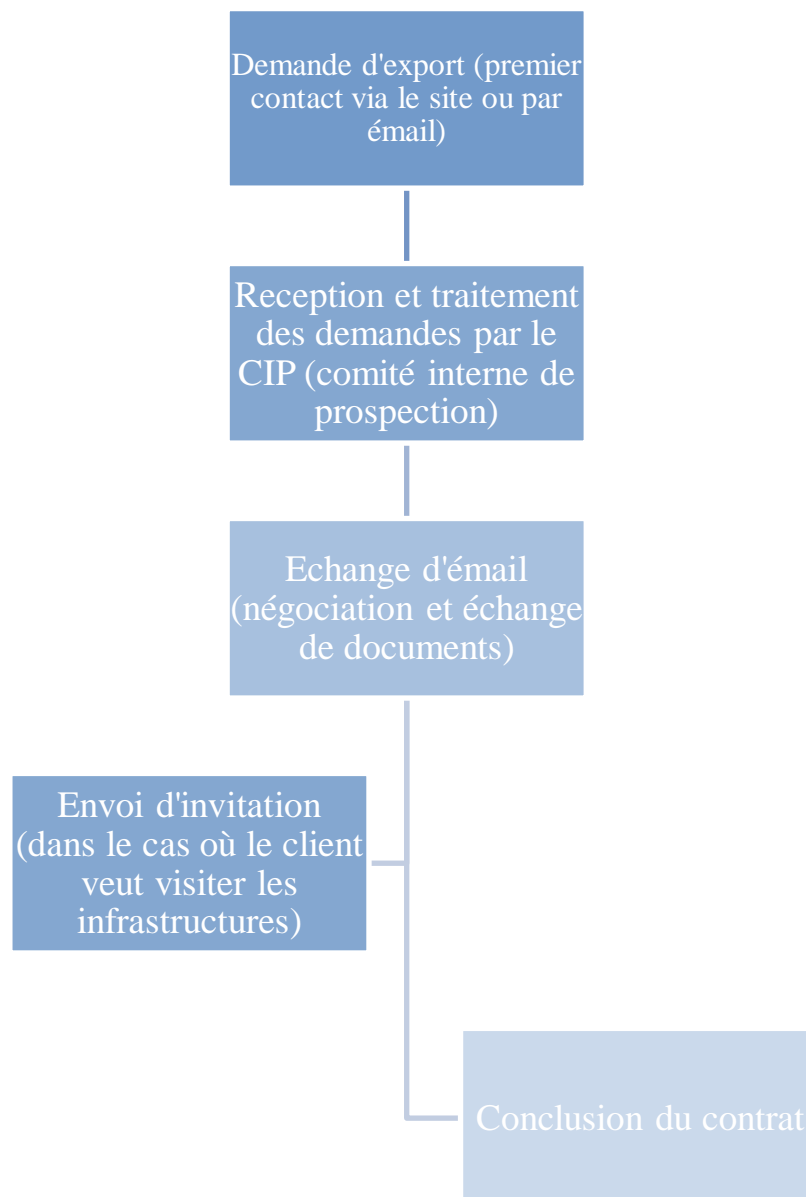 Demande d'export (premier
contact via le site ou par
émail)
Reception et traitement
des demandes par le
CIP (comité interne de
prospection)
Echange d'émail
(négociation et échange
de documents)
Envoi d'invitation
(dans le cas où le client
veut visiter les
infrastructures)
Conclusion du contrat